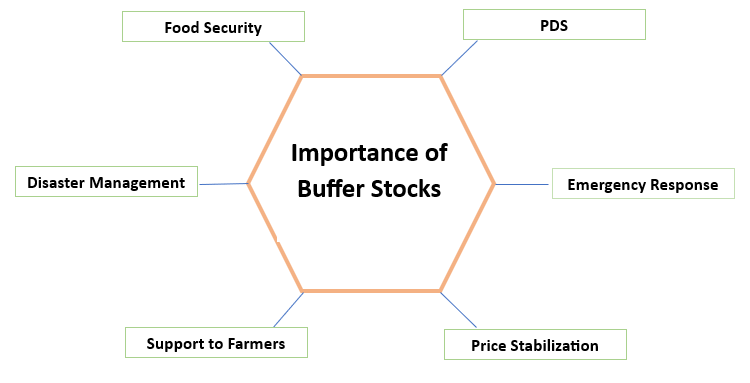 Food Security
PDS
Importance of
Buffer Stocks
Disaster Management
Emergency Response
Support to Farmers
Price Stabilization